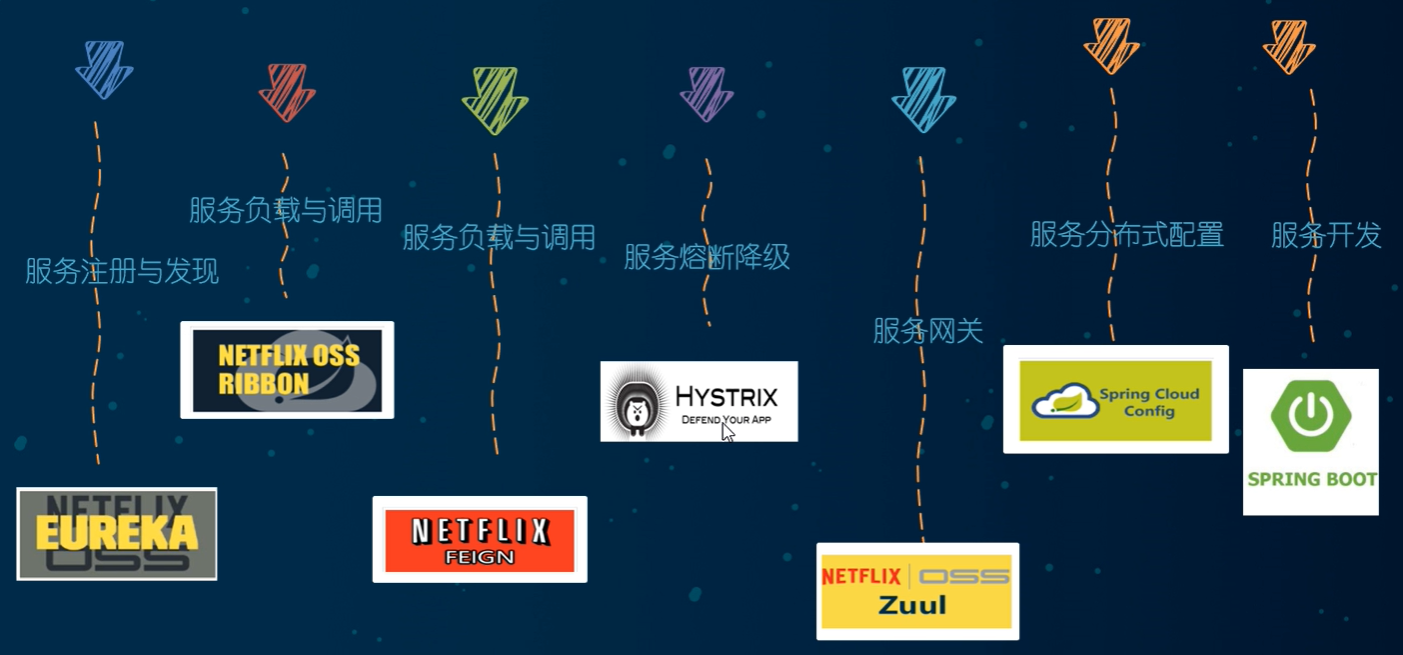 服务注册与发现
NETFLIX
EUREKA
OSS
服务负载与调用
NETFLIX OSS
RIBBON
服务负载与调用
NETFLIX
FEIGN
服务熔断降级
HYSTRIX
DEFEND YOUR APP
服务网关
NETFLIX OSS
Zuul
服务分布式配置
Spring Cloud
Config
服务开发
SPRING BOOT